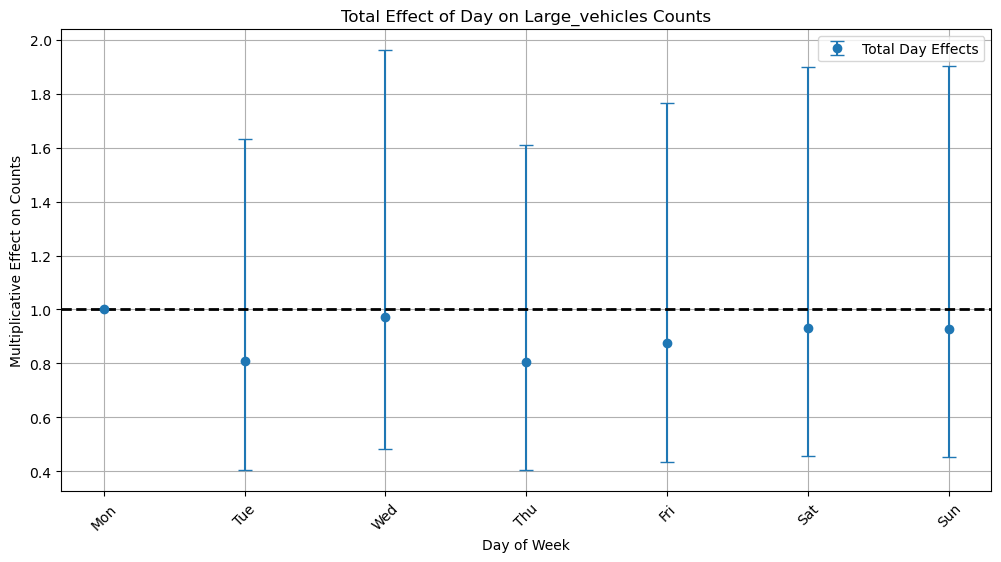 Total Effect of Day on Large_vehicles Counts
Total Day Effects
Multiplicative Effect on Counts
2.0
1.8
1.6
1.4
1.2
1.0
0.8
0.6
0.4
Mon Tue Wed Thu Fri Sat Sun
Day of Week